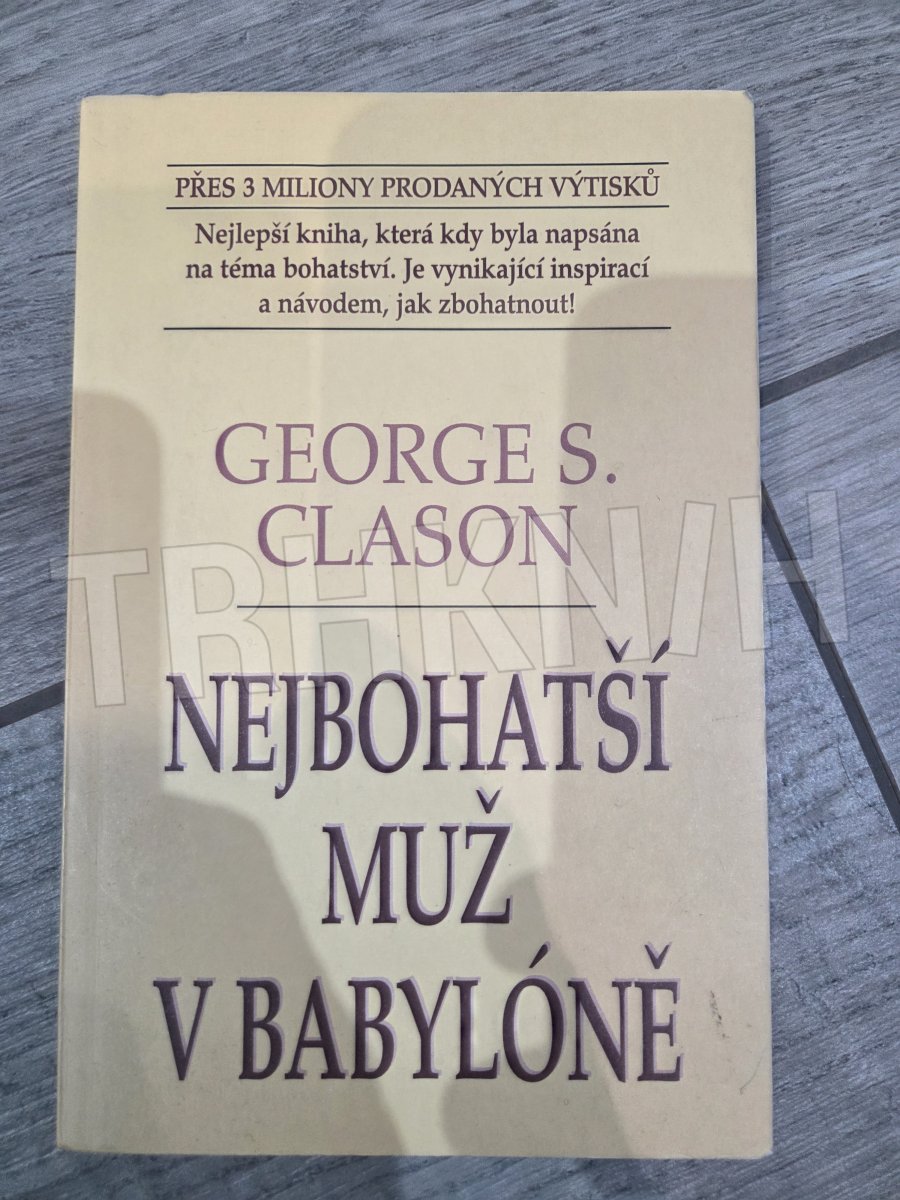 PŘES 3 MILIONY PRODANÝCH VÝTISKŮ
Nejlepší kniha, která kdy byla napsána
na téma bohatství. Je vynikající inspirací
a návodem, jak zbohatnout!
GEORGE S.
CLASON
TRHKNIH
NEJBOHATŠÍ
MUŽ
V BABYLÓNĚ